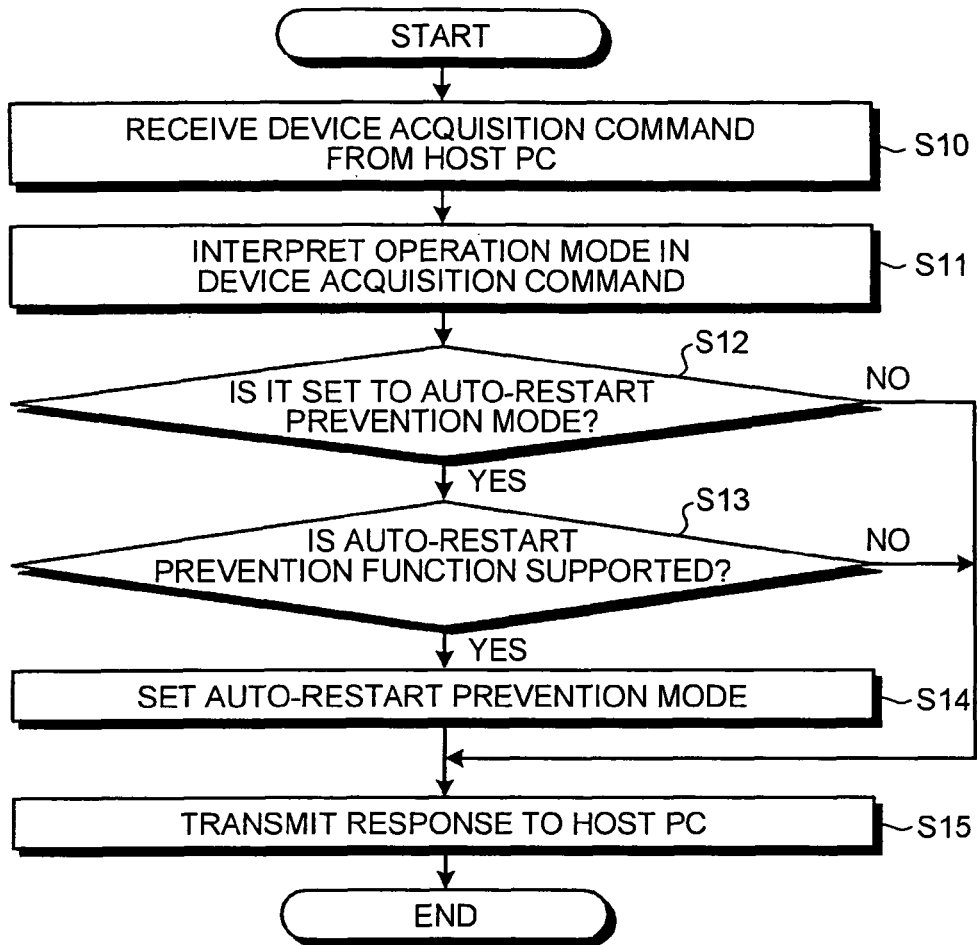 START
RECEIVE DEVICE ACQUISITION COMMAND
FROM HOST PC
S10
INTERPRET OPERATION MODE IN
DEVICE ACQUISITION COMMAND
S11
S12
IS IT SET TO AUTO-RESTART
PREVENTION MODE?
NO
YES
S13
IS AUTO-RESTART
PREVENTION FUNCTION SUPPORTED?
NO
YES
SET AUTO-RESTART PREVENTION MODE
S14
TRANSMIT RESPONSE TO HOST PC
S15
END